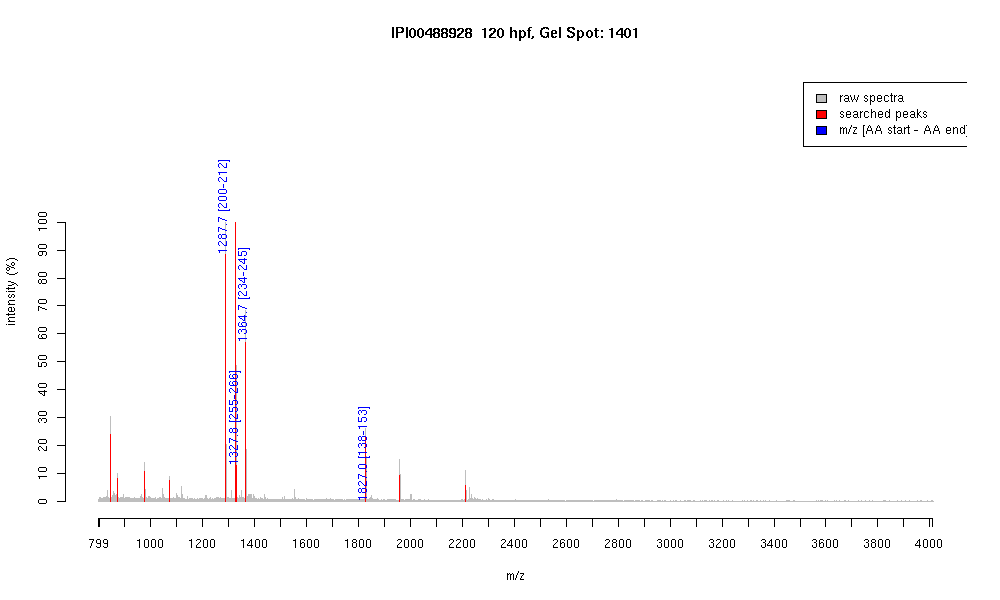 IPI00488928  120 hpf, Gel Spot: 1401
raw spectra
searched peaks
m/z [AA start - AA end]
1287.7 [200-212]
1364.7 [234-245]
1327.8 [255-266]
1827.0 [138-153]
intensity (%)
100
90
80
70
60
50
40
30
20
10
0
799 1000 1200 1400 1600 1800 2000 2200 2400 2600 2800 3000 3200 3400 3600 3800 4000
m/z